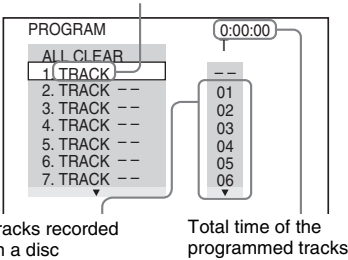 PROGRAM
0:00:00
ALL CLEAR
1. TRACK
– –
2. TRACK – –
01
3. TRACK – –
02
4. TRACK – –
03
5. TRACK – –
04
6. TRACK – –
05
7. TRACK – –
06
racks recorded
a disc
Total time of the
programmed tracks